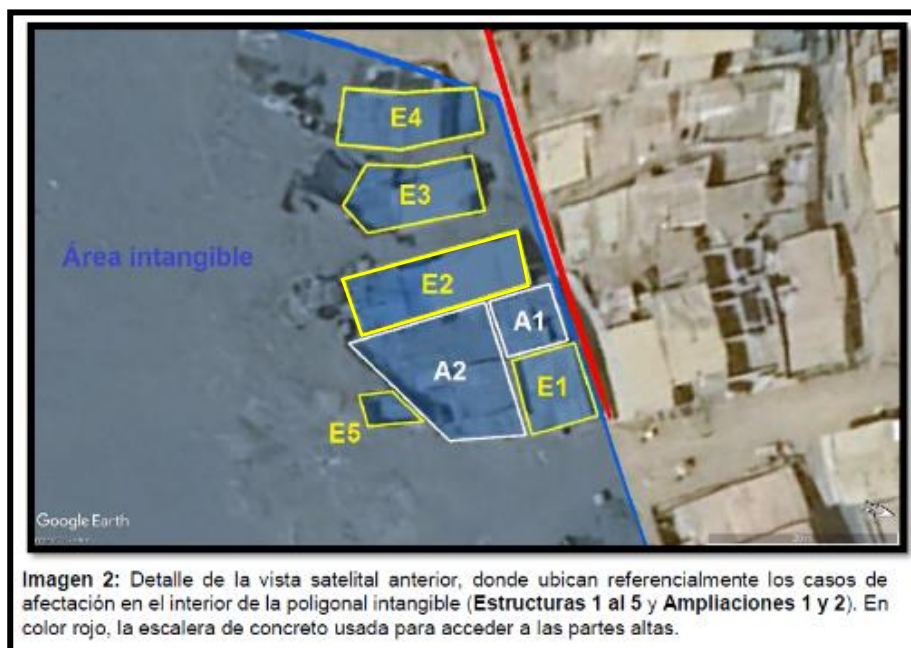 E4
E3
Área intangible
E2
A1
A2
E1
E5
Google Earth
Imagen 2: Detalle de la vista satelital anterior, donde ubican referencialmente los casos de
afectación en el interior de la poligonal intangible (Estructuras 1 al 5 y Ampliaciones 1 y 2). En
color rojo, la escalera de concreto usada para acceder a las partes altas.